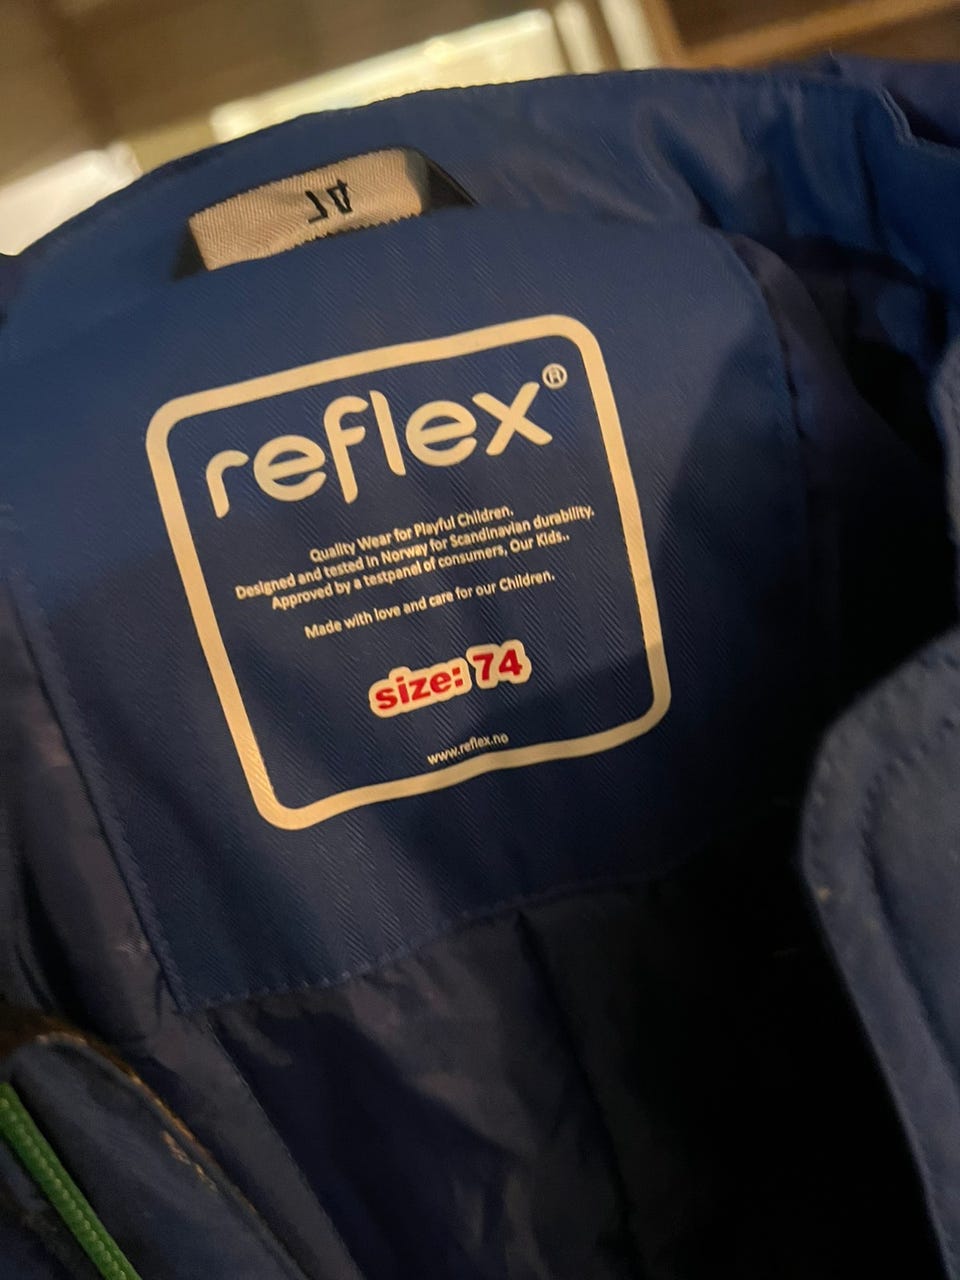 74
reflex®
Quality Wear for Playful Children.
Designed and tested in Norway for Scandinavian durability.
Approved by a testpanel of consumers, Our Kids..
Made with love and care for our Children.
size: 74
www.reflex.no